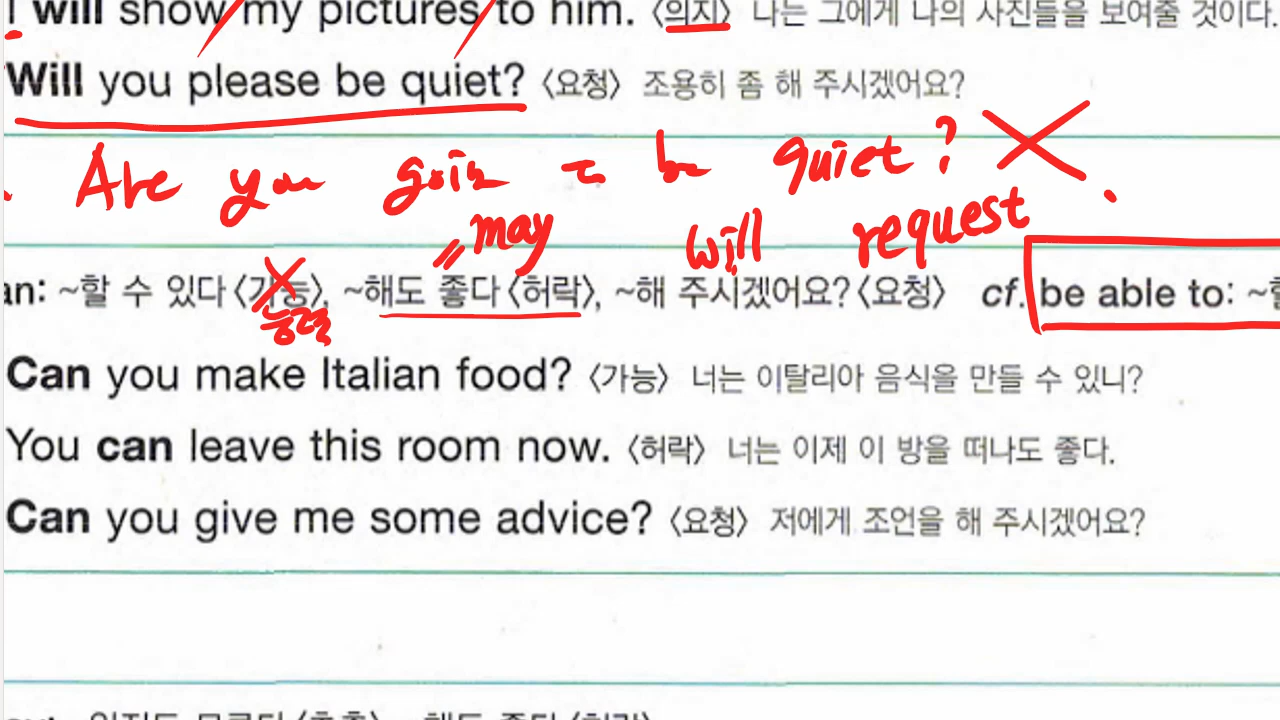 I will show my pictures to him. 〈의지〉 나는 그에게 나의 사진들을 보여줄 것이다.
Will you please be quiet? 〈요청〉 조용히 좀 해 주시겠어요?
Are you goin to be quiet? X.
"may will request
an: ~할 수 있다〈가능〉, ~해도 좋다〈허락〉, ~해 주시겠어요?〈요청〉 cf. be able to: ~할
능력
Can you make Italian food? 〈가능〉 너는 이탈리아 음식을 만들 수 있니?
You can leave this room now. 〈허락〉 너는 이제 이 방을 떠나도 좋다.
Can you give me some advice? 〈요청〉 저에게 조언을 해 주시겠어요?